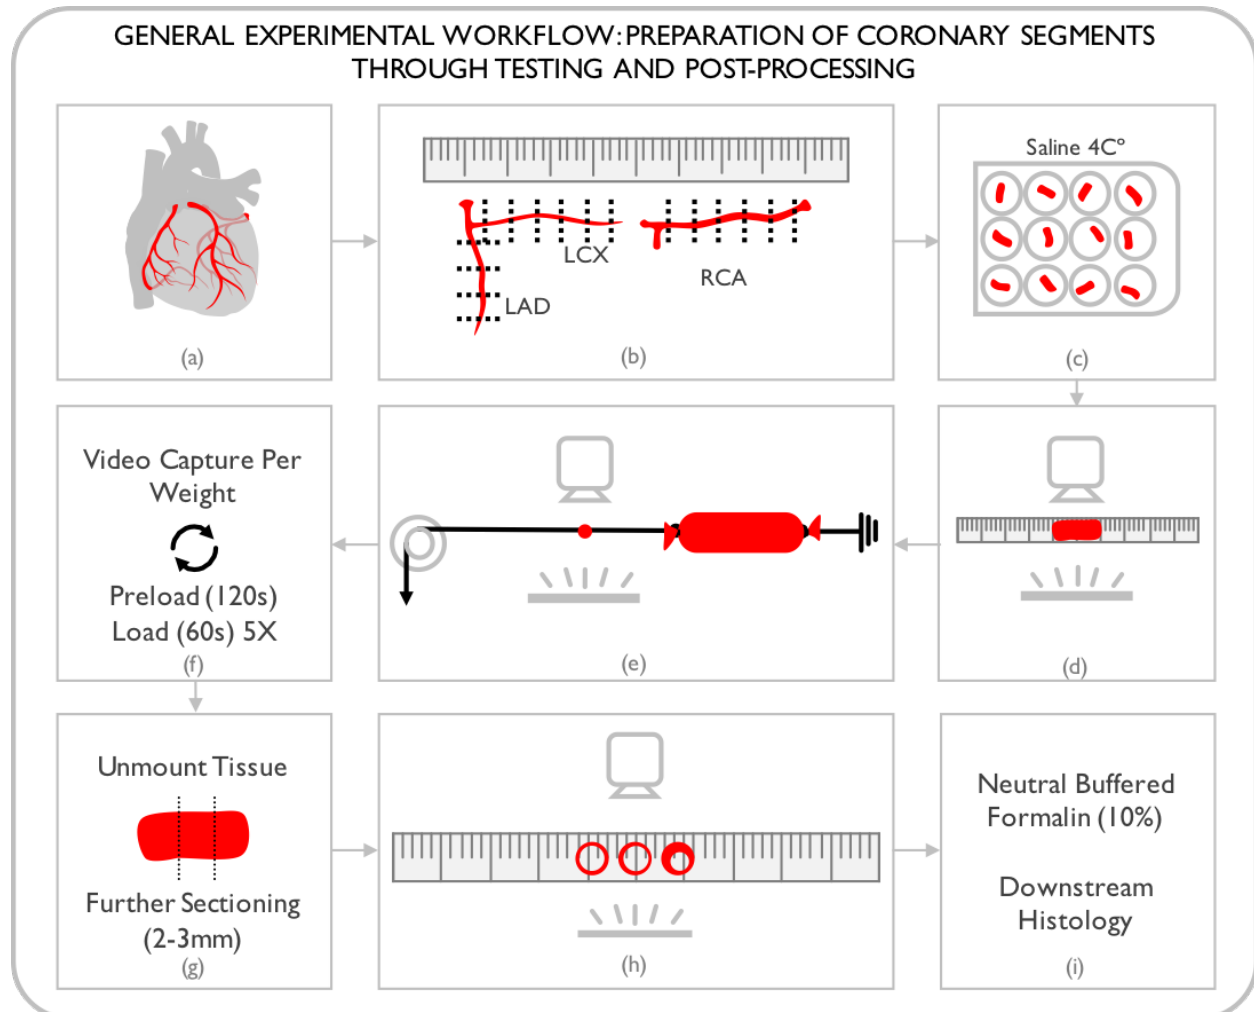 GENERAL EXPERIMENTAL WORKFLOW: PREPARATION OF CORONARY SEGMENTS
THROUGH TESTING AND POST-PROCESSING
(a)
LCX
RCA
LAD
(b)
Saline 4Cº
(c)
Video Capture Per
Weight
Preload (120s)
Load (60s) 5X
(f)
(e)
(d)
Unmount Tissue
Further Sectioning
(2-3mm)
(g)
(h)
Neutral Buffered
Formalin (10%)
Downstream
Histology
(i)